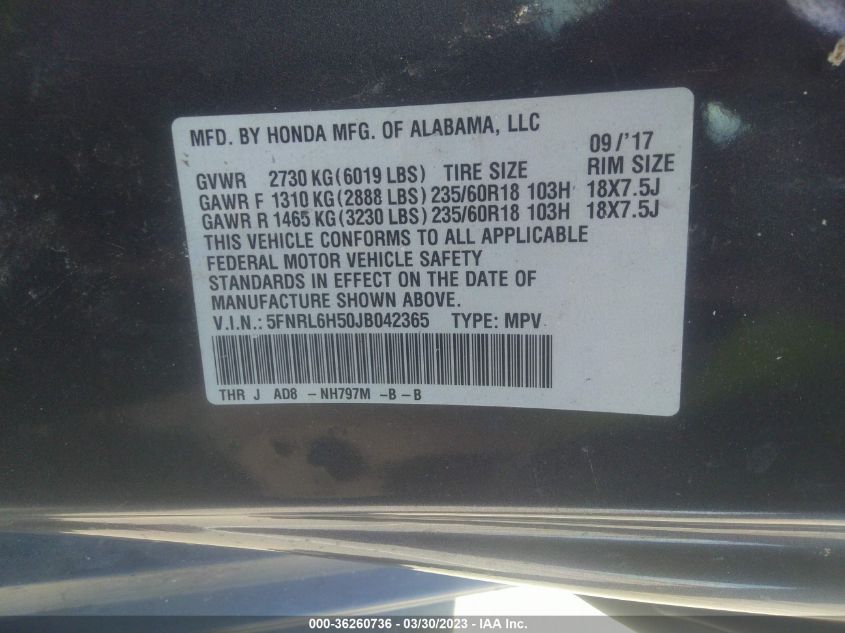 MFD. BY HONDA MFG. OF ALABAMA, LLC 09/'17
GVWR 2730 KG(6019 LBS) TIRE SIZE RIM SIZE
GAWR F 1310 KG(2888 LBS) 235/60R18 103H 18X7.5J
GAWR R 1465 KG(3230 LBS) 235/60R18 103H 18X7.5J
THIS VEHICLE CONFORMS TO ALL APPLICABLE
FEDERAL MOTOR VEHICLE SAFETY
STANDARDS IN EFFECT ON THE DATE OF
MANUFACTURE SHOWN ABOVE.
V.I.N.: 5FNRL6H50JB042365 TYPE: MPV
THR J AD8 -NH797M -B-B
000-36260736 - 03/30/2023 - IAA Inc.